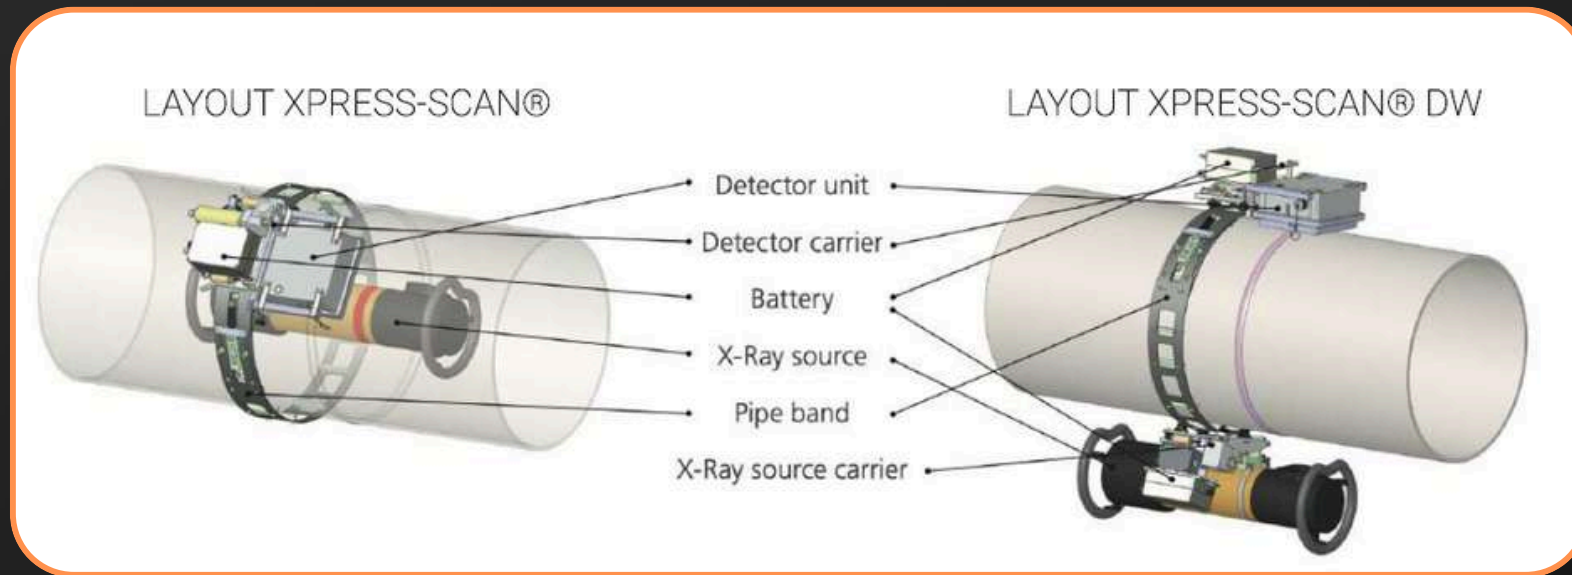 LAYOUT XPRESS-SCAN®
LAYOUT XPRESS-SCAN® DW
Detector unit
Detector carrier
Battery
X-Ray source
Pipe band
X-Ray source carrier